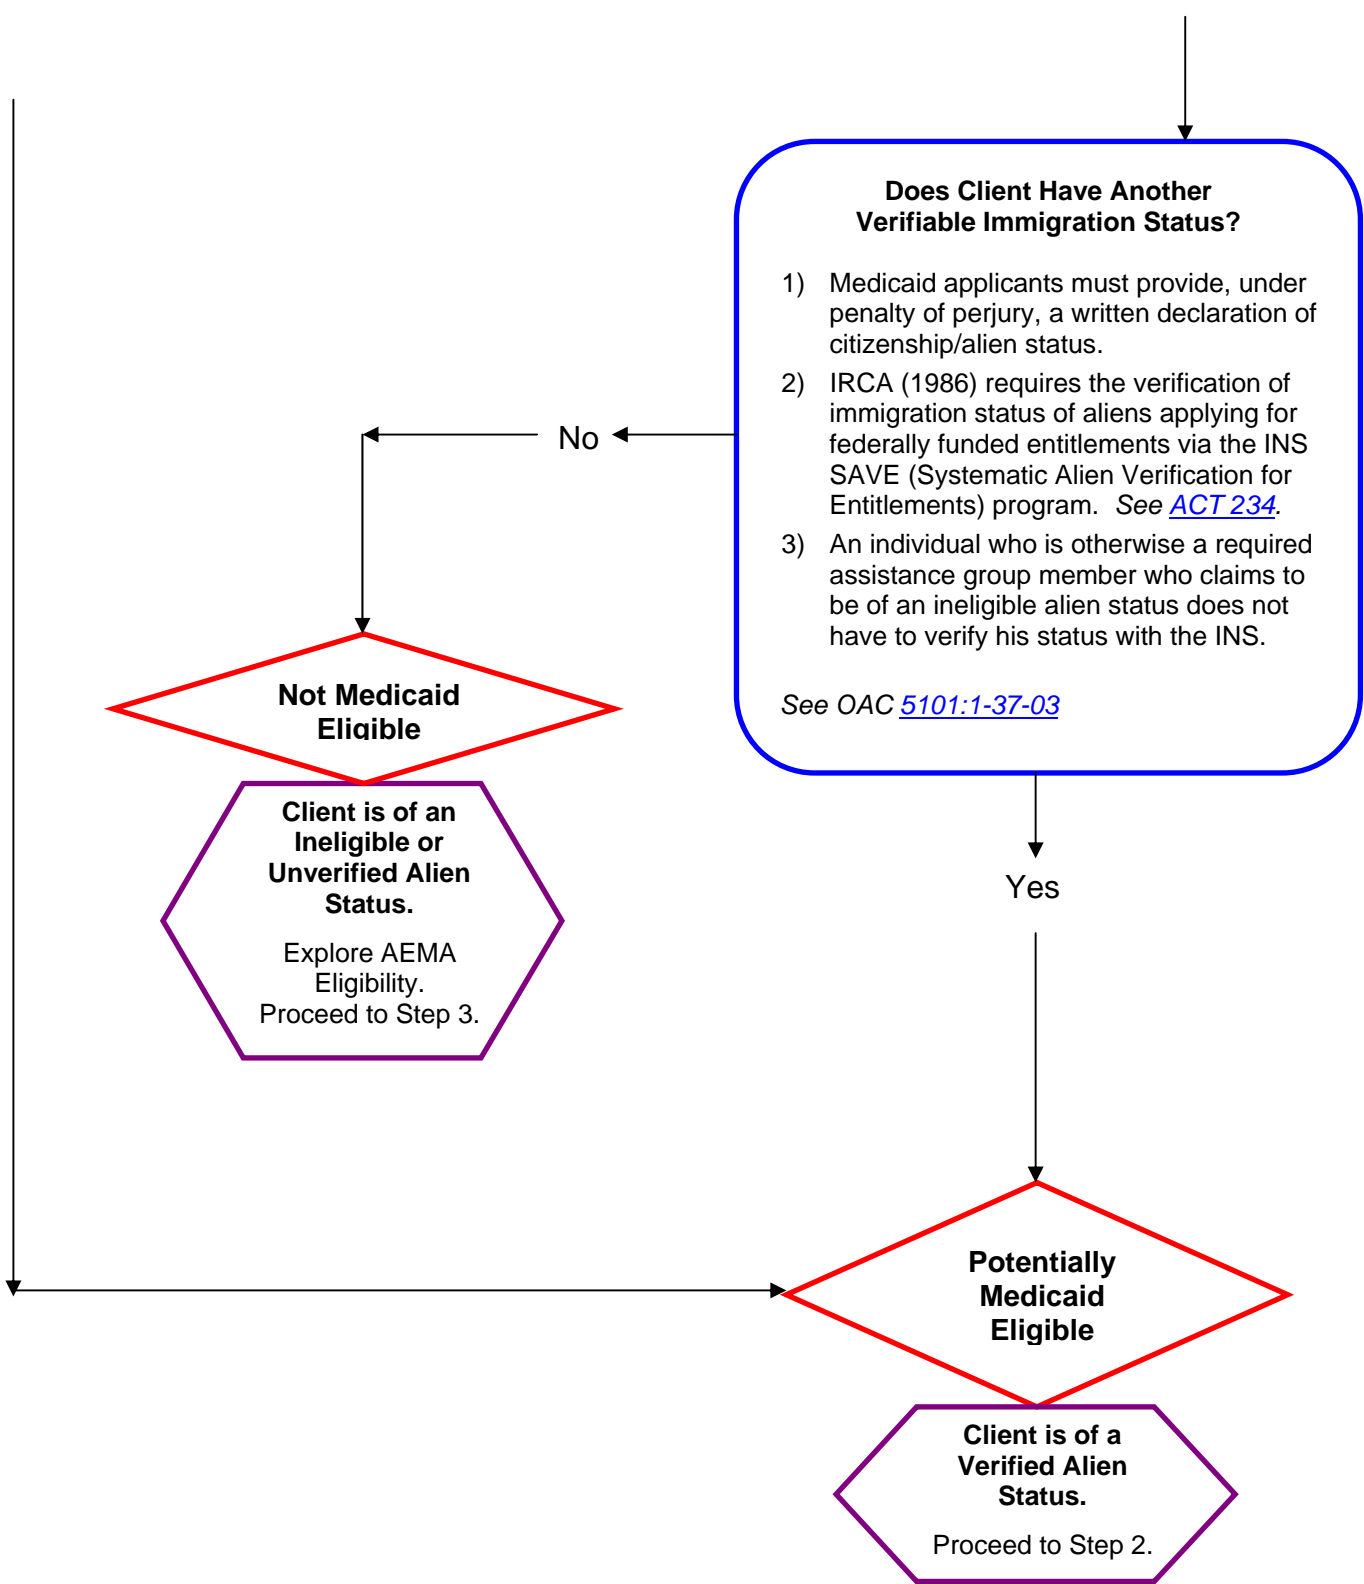 Does Client Have Another
Verifiable Immigration Status?
1) Medicaid applicants must provide, under
penalty of perjury, a written declaration of
citizenship/alien status.
2) IRCA (1986) requires the verification of
immigration status of aliens applying for
federally funded entitlements via the INS
SAVE (Systematic Alien Verification for
Entitlements) program. See ACT 234.
3) An individual who is otherwise a required
assistance group member who claims to
be of an ineligible alien status does not
have to verify his status with the INS.
See OAC 5101:1-37-03
No
Not Medicaid
Eligible
Client is of an
Ineligible or
Unverified Alien
Status.
Explore AEMA
Eligibility.
Proceed to Step 3.
Yes
Potentially
Medicaid
Eligible
Client is of a
Verified Alien
Status.
Proceed to Step 2.